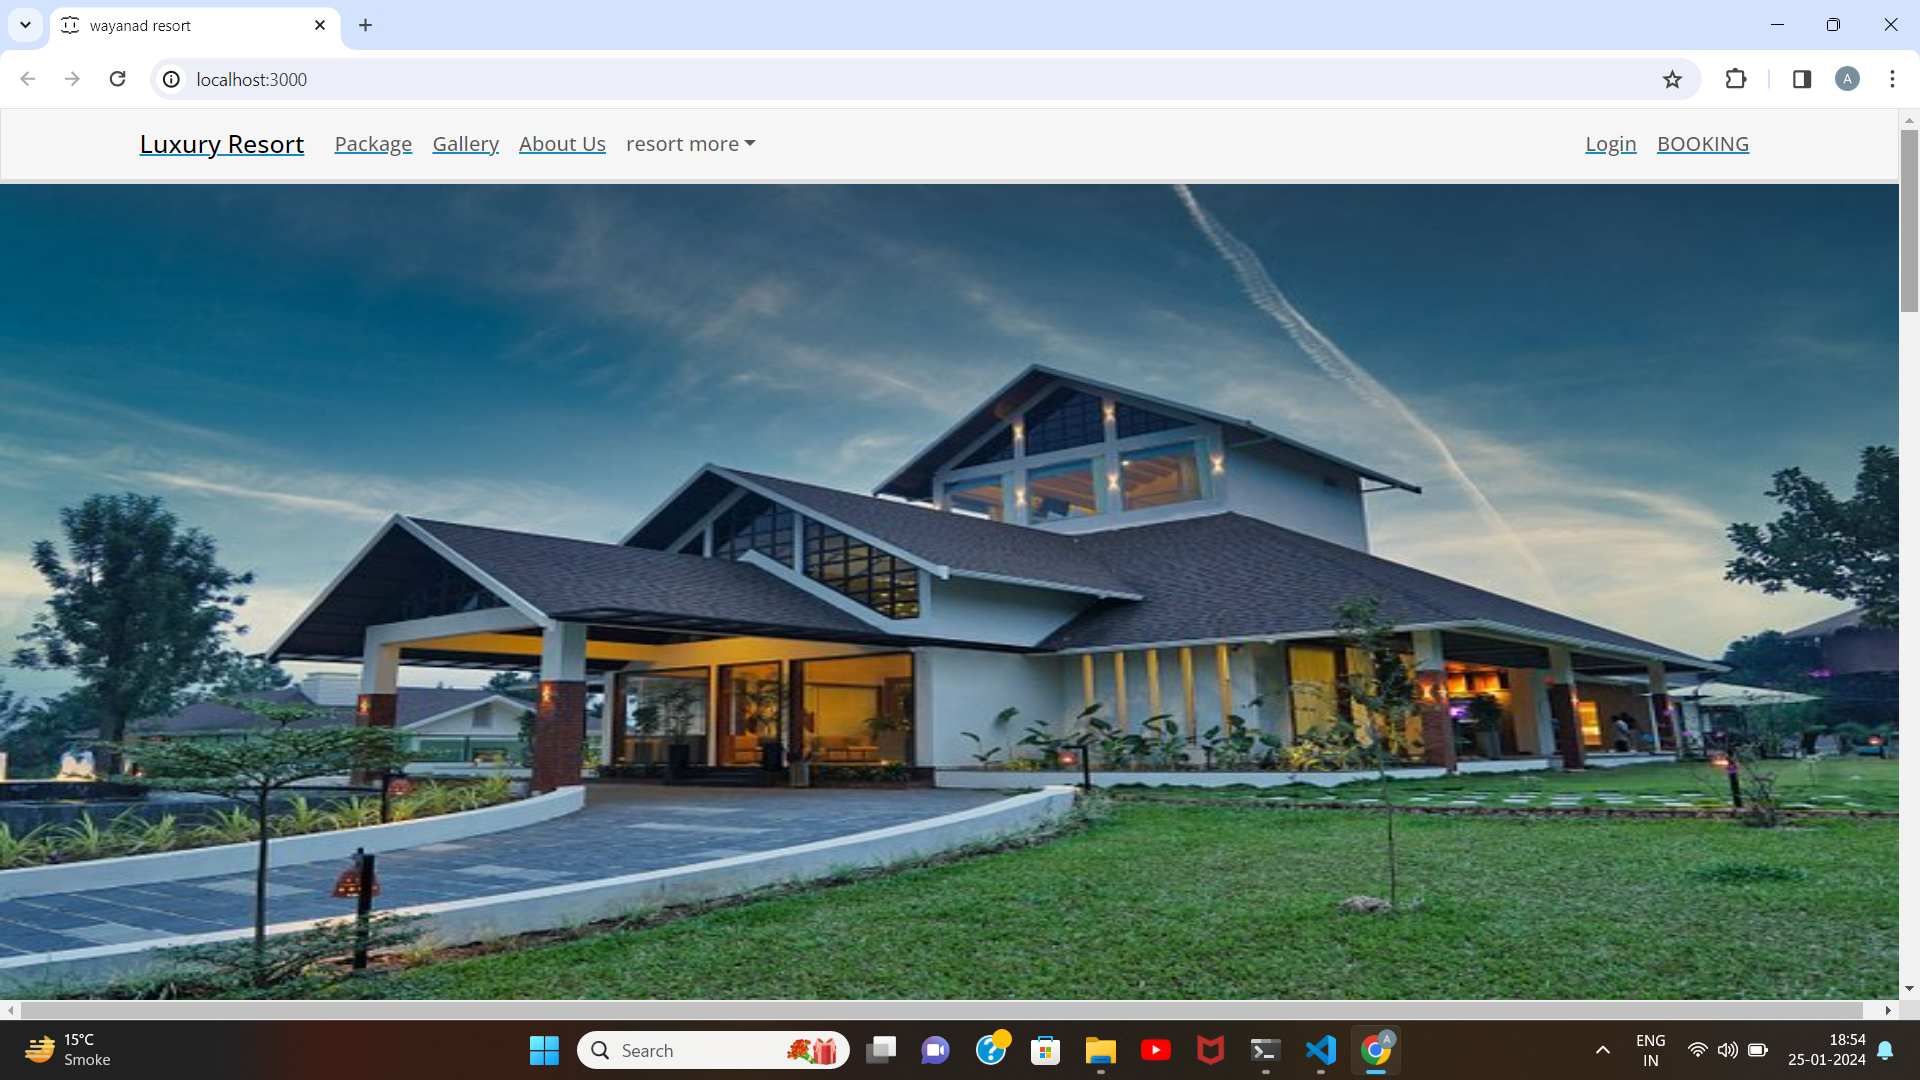 wayanad resort
localhost:3000
A
Luxury Resort Package Gallery About Us resort more Login BOOKING
15°C
Smoke
Search
A
ENG
IN
18:54
25-01-2024